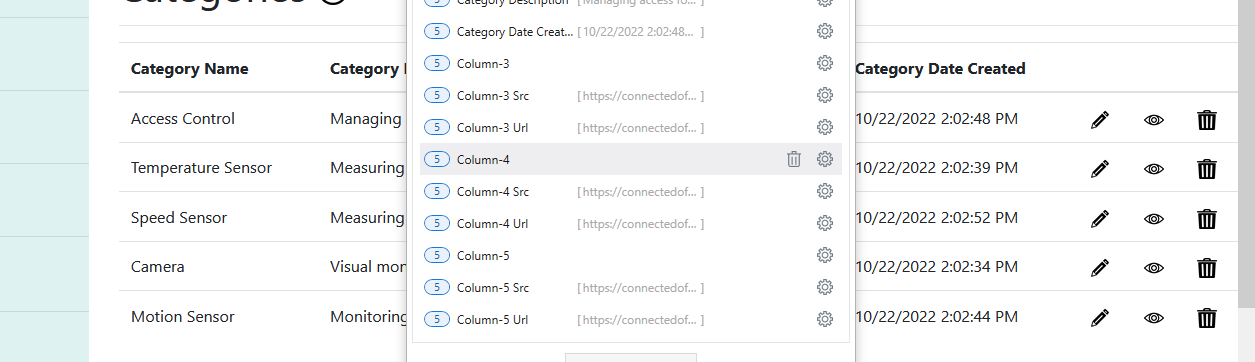 Categories
5 Category Description [Managing access fo... ]
5 Category Date Creat... [10/22/2022 2:02:48... ]
5 Column-3
5 Column-3 Src [https://connectedof... ]
5 Column-3 Url [https://connectedof... ]
5 Column-4
5 Column-4 Src [https://connectedof... ]
5 Column-4 Url [https://connectedof... ]
5 Column-5
5 Column-5 Src [https://connectedof... ]
5 Column-5 Url [https://connectedof... ]
Category Name Category Category Date Created
Access Control Managing 10/22/2022 2:02:48 PM
Temperature Sensor Measuring 10/22/2022 2:02:39 PM
Speed Sensor Measuring 10/22/2022 2:02:52 PM
Camera Visual mon 10/22/2022 2:02:34 PM
Motion Sensor Monitoring 10/22/2022 2:02:44 PM